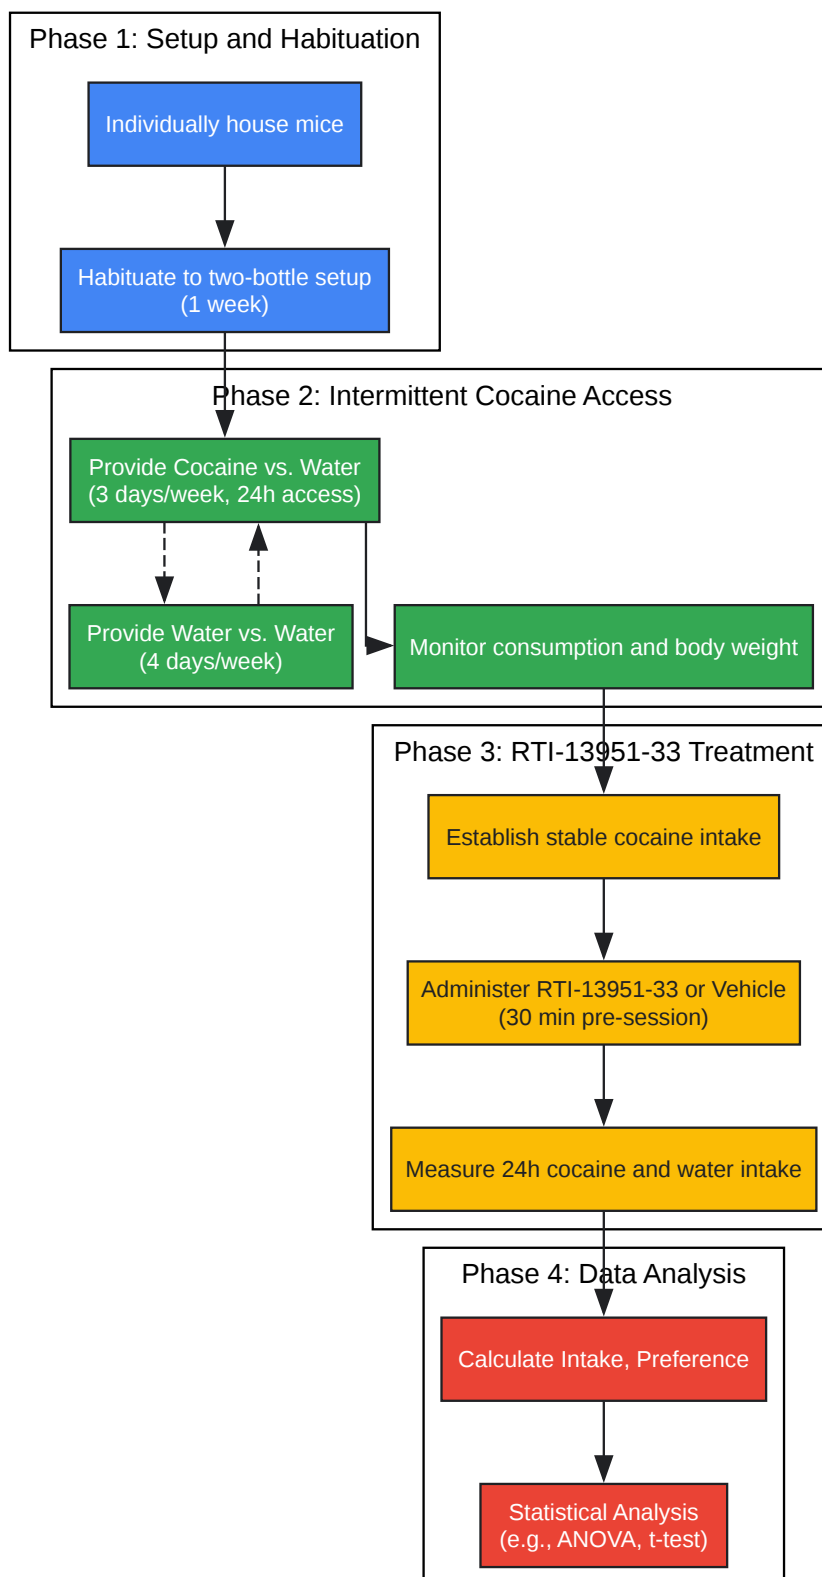 Phase 1: Setup and Habituation
Individually house mice
Habituate to two-bottle setup
(1 week)
Phase 2: Intermittent Cocaine Access
Provide Cocaine vs. Water
(3 days/week, 24h access)
Provide Water vs. Water
(4 days/week)
Monitor consumption and body weight
Phase 3: RTI-13951-33 Treatment
Establish stable cocaine intake
Administer RTI-13951-33 or Vehicle
(30 min pre-session)
Measure 24h cocaine and water intake
Phase 4: Data Analysis
Calculate Intake, Preference
Statistical Analysis
(e.g., ANOVA, t-test)